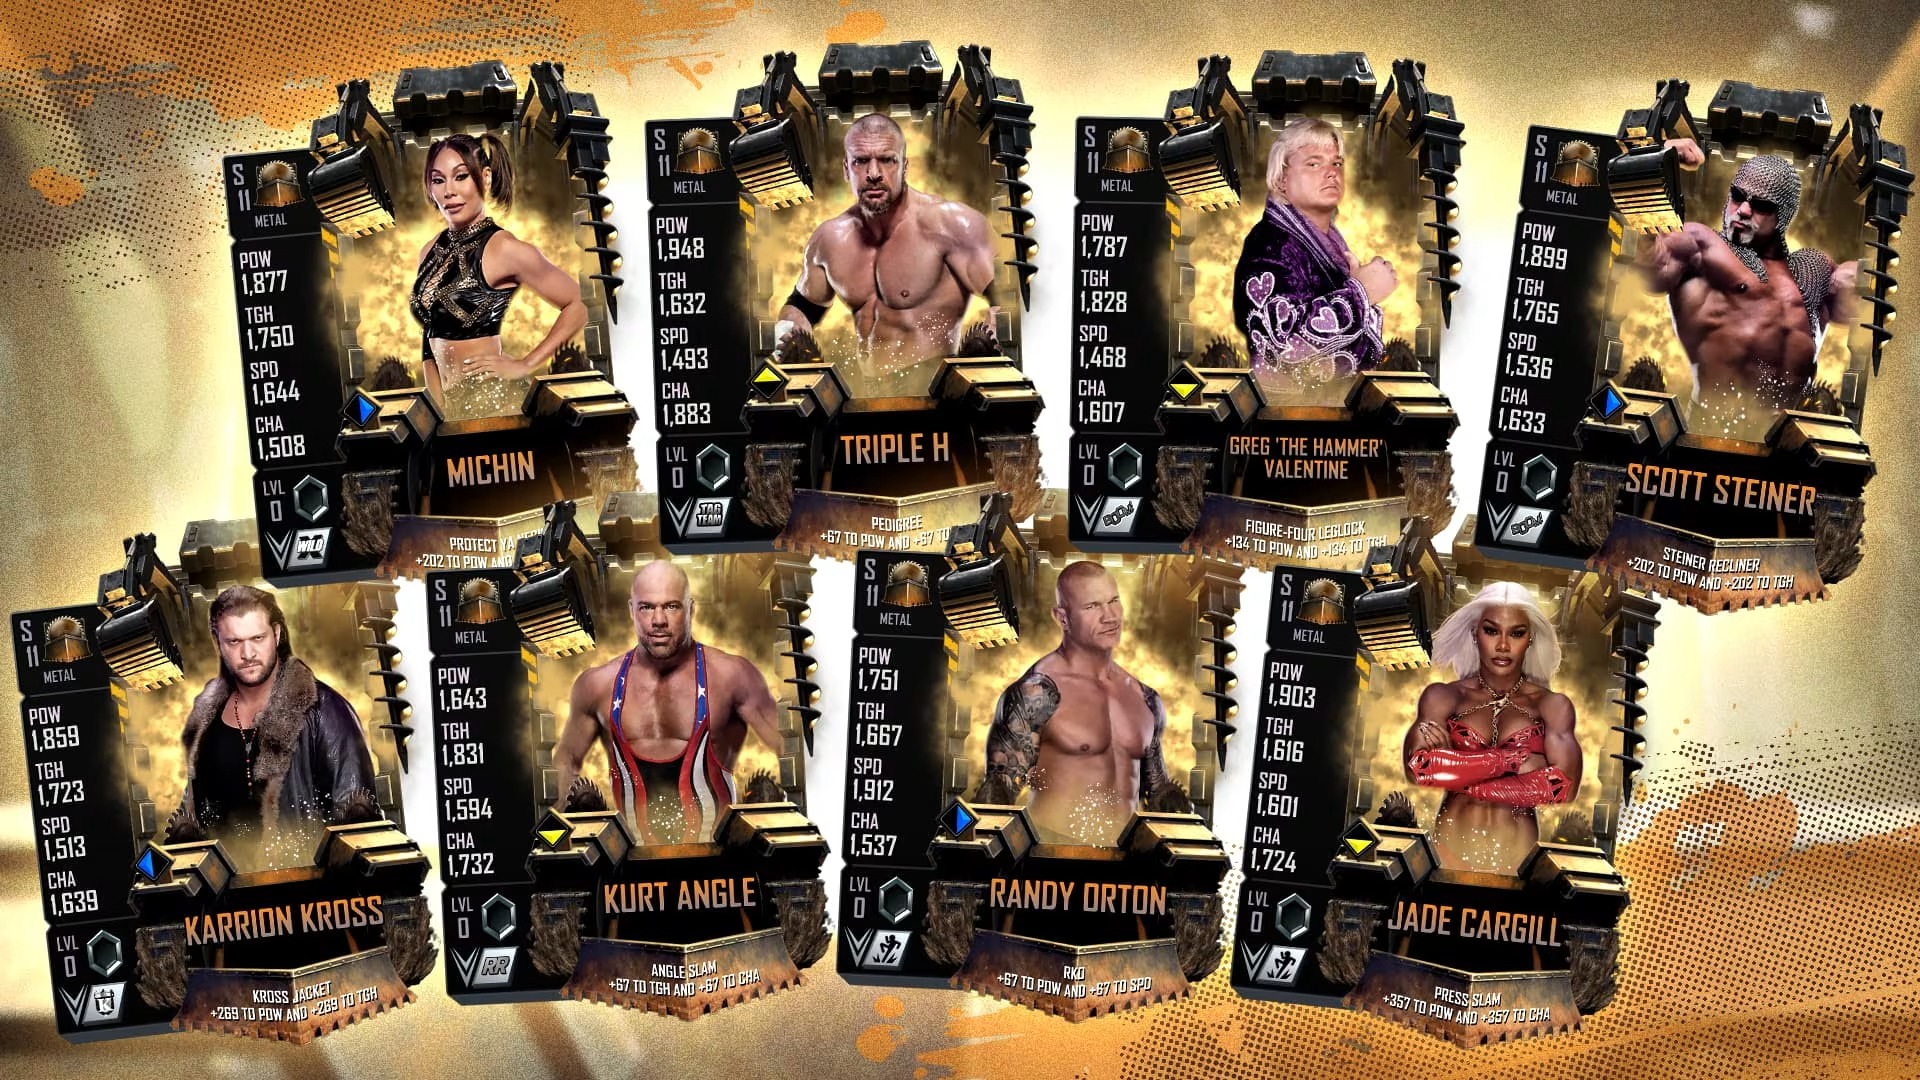 S
11
METAL
POW
1,877
TGH
1,750
SPD
1,644
CHA
1,508
LVL
0
WILD
MICHIN
PROTECT YA
+202 TO POW AND
S
11
METAL
POW
1,948
TGH
1,632
SPD
1,493
CHA
1,883
LVL
0
TAG
TEAM
TRIPLE H
PEDIGREE
+67 TO POW AND +67 TO
S
11
METAL
POW
1,787
TGH
1,828
SPD
1,468
CHA
1,607
LVL
0
BOOM!
GREG 'THE HAMMER'
VALENTINE
FIGURE-FOUR LEGLOCK
+134 TO POW AND +134 TO TGH
S
11
METAL
POW
1,899
TGH
1,765
SPD
1,536
CHA
1,633
LVL
0
BOOM!
SCOTT STEINER
STEINER RECLINER
+202 TO POW AND +202 TO TGH
S
11
METAL
POW
1,859
TGH
1,723
SPD
1,513
CHA
1,639
LVL
0
K
KARRION KROSS
KROSS JACKET
+269 TO POW AND +269 TO TGH
S
11
METAL
POW
1,643
TGH
1,831
SPD
1,594
CHA
1,732
LVL
0
RR
KURT ANGLE
ANGLE SLAM
+67 TO TGH AND +67 TO CHA
S
11
METAL
POW
1,751
TGH
1,667
SPD
1,912
CHA
1,537
LVL
0
RANDY ORTON
RKO
+67 TO POW AND +67 TO SPD
S
11
METAL
POW
1,903
TGH
1,616
SPD
1,601
CHA
1,724
LVL
0
JADE CARGILL
PRESS SLAM
+357 TO POW AND +357 TO CHA